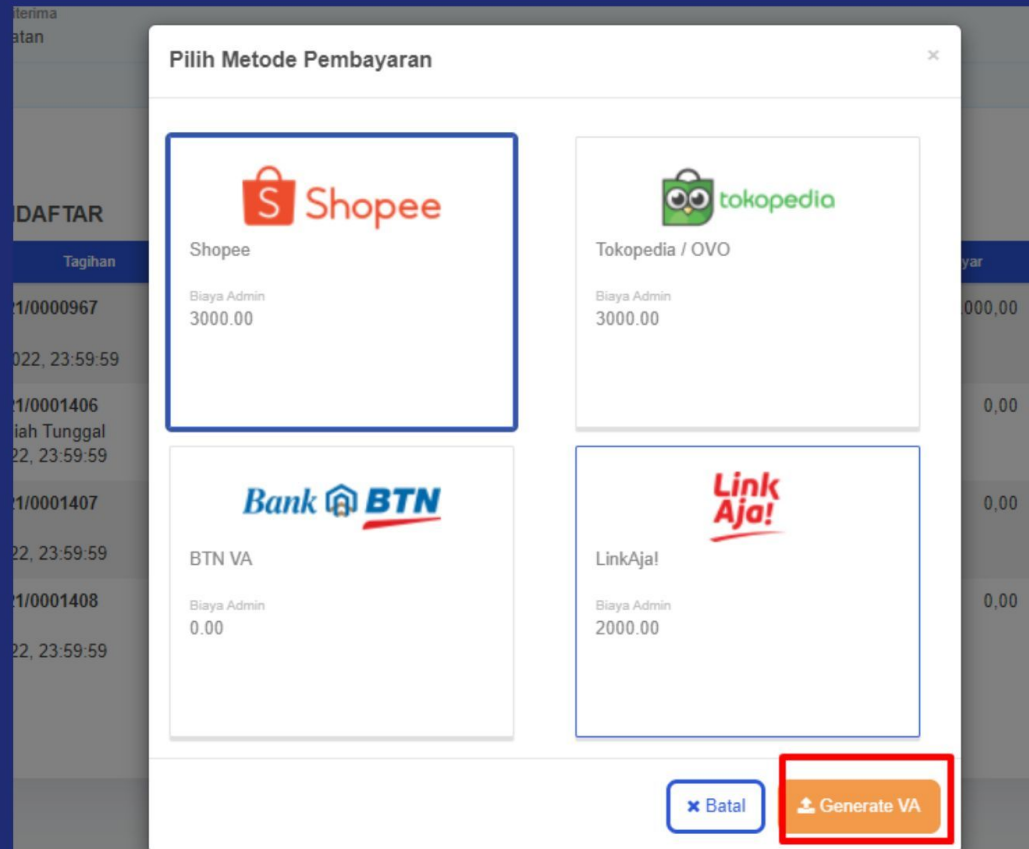 iterima
atan
Pilih Metode Pembayaran
×
S Shopee
Shopee
Biaya Admin
3000.00
tokopedia
Tokopedia / OVO
Biaya Admin
3000.00
Bank BTN
BTN VA
Biaya Admin
0.00
Link
Aja!
LinkAja!
Biaya Admin
2000.00
× Batal
Generate VA
IDAFTAR
Tagihan
yar
21/0000967
000,00
022, 23:59:59
21/0001406
0,00
iah Tunggal
22, 23:59:59
21/0001407
0,00
22, 23:59:59
21/0001408
0,00
22, 23:59:59